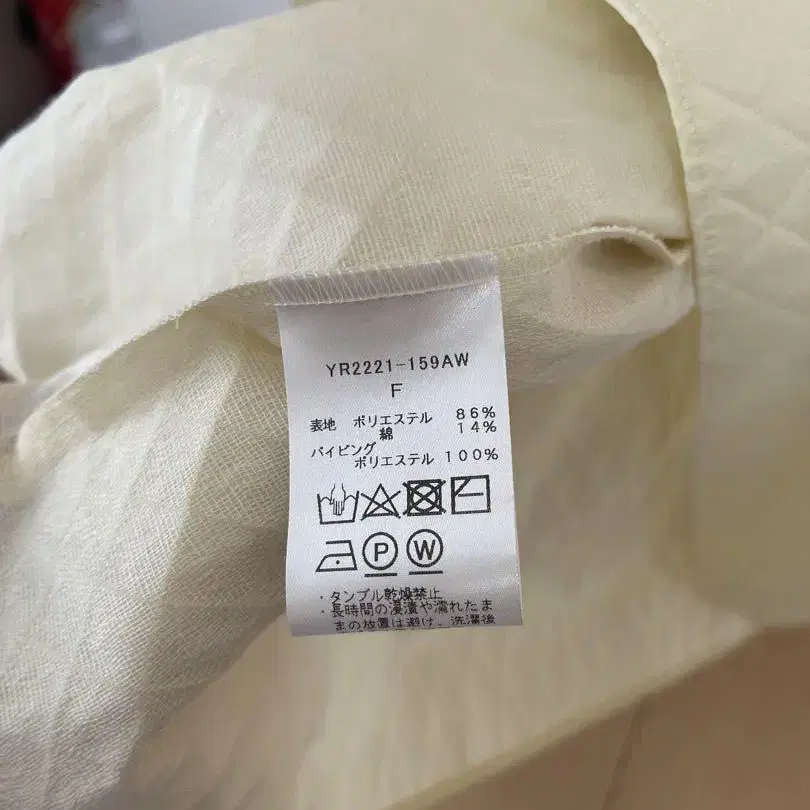 YR2221-159AW
F
表地 ポリエステル 86%
綿 14%
パイピング
ポリエステル 100%
P W
・タンブル乾燥禁止
・長時間の浸漬や濡れたま
まの放置は避け、洗濯後